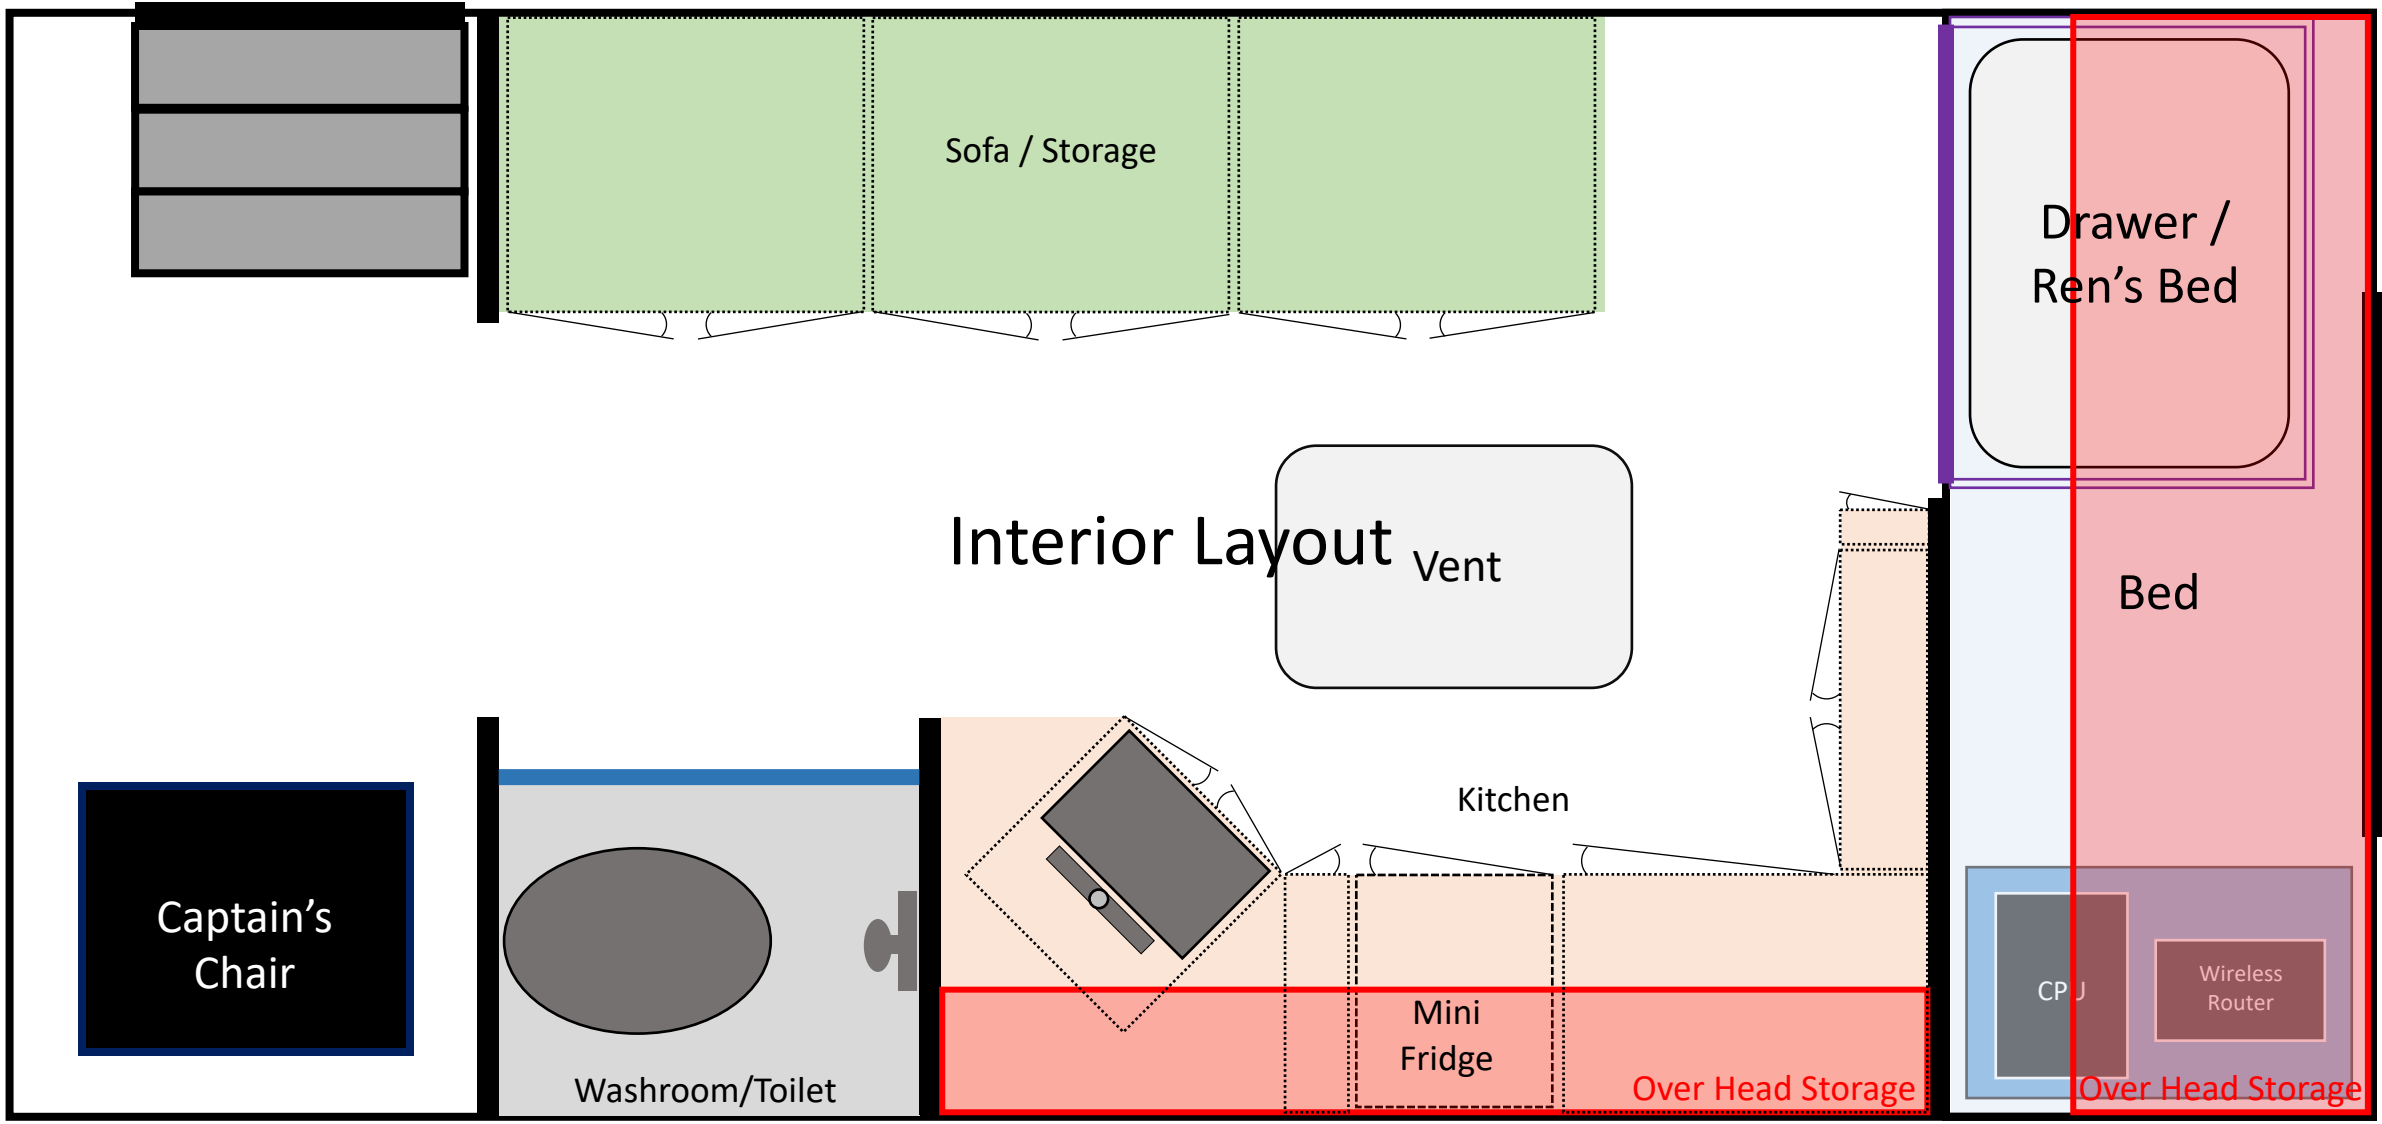 Sofa / Storage
Drawer /
Ren's Bed
Interior Layout
Vent
Bed
Kitchen
Captain's
Chair
Washroom/Toilet
Mini
Fridge
Over Head Storage
CPU
Wireless
Router
Over Head Storage